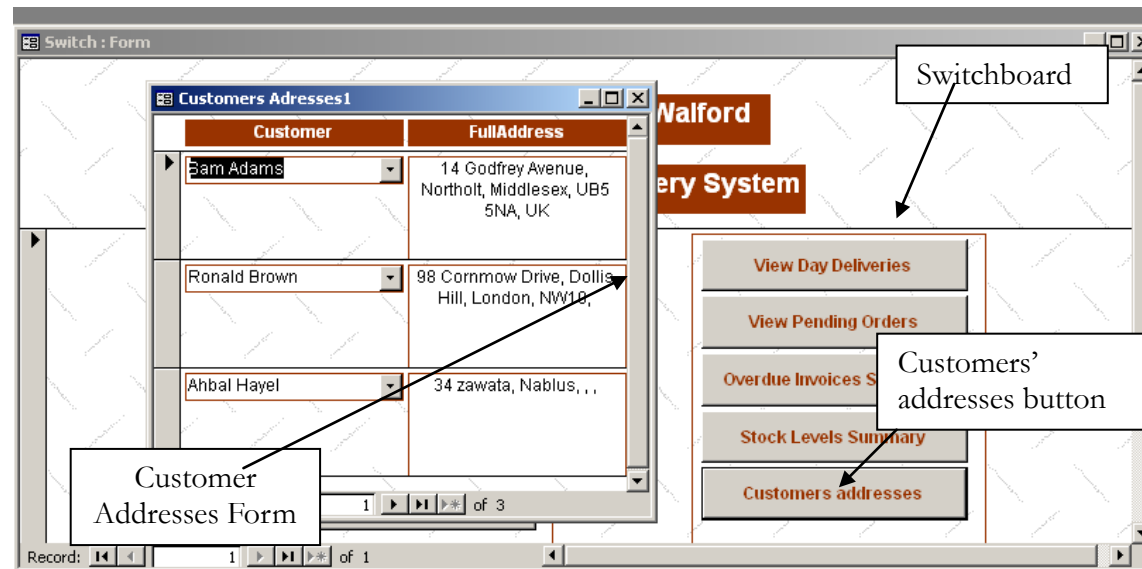 Switch : Form
Switchboard
Customers Adresses1
Walford
Customer
FullAddress
Sam Adams
14 Godfrey Avenue,
Northolt, Middlesex, UB5
5NA, UK
ery System
View Day Deliveries
Ronald Brown
98 Cornmow Drive, Dollis
Hill, London, NW10,
View Pending Orders
Customers’
addresses button
Overdue Invoices S
Ahbal Hayel
34 zawata, Nablus, , ,
Stock Levels Summary
Customer
Addresses Form
Customers addresses
1 of 3
Record: 1 of 1